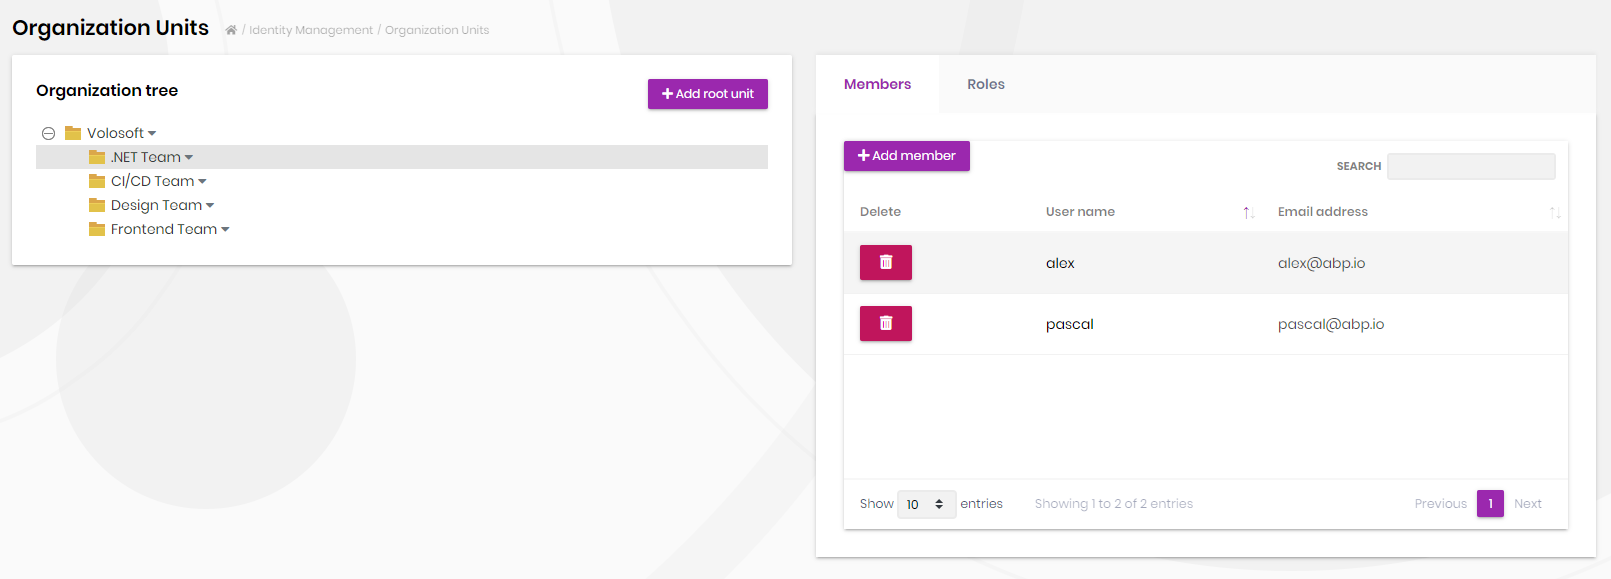 Organization Units
/ Identity Management / Organization Units
Organization tree
Add root unit
Volosoft
.NET Team
CI/CD Team
Design Team
Frontend Team
Members
Roles
Add member
SEARCH
Delete
User name
Email address
alex
alex@abp.io
pascal
pascal@abp.io
Show 10 entries
Showing 1 to 2 of 2 entries
Previous 1 Next